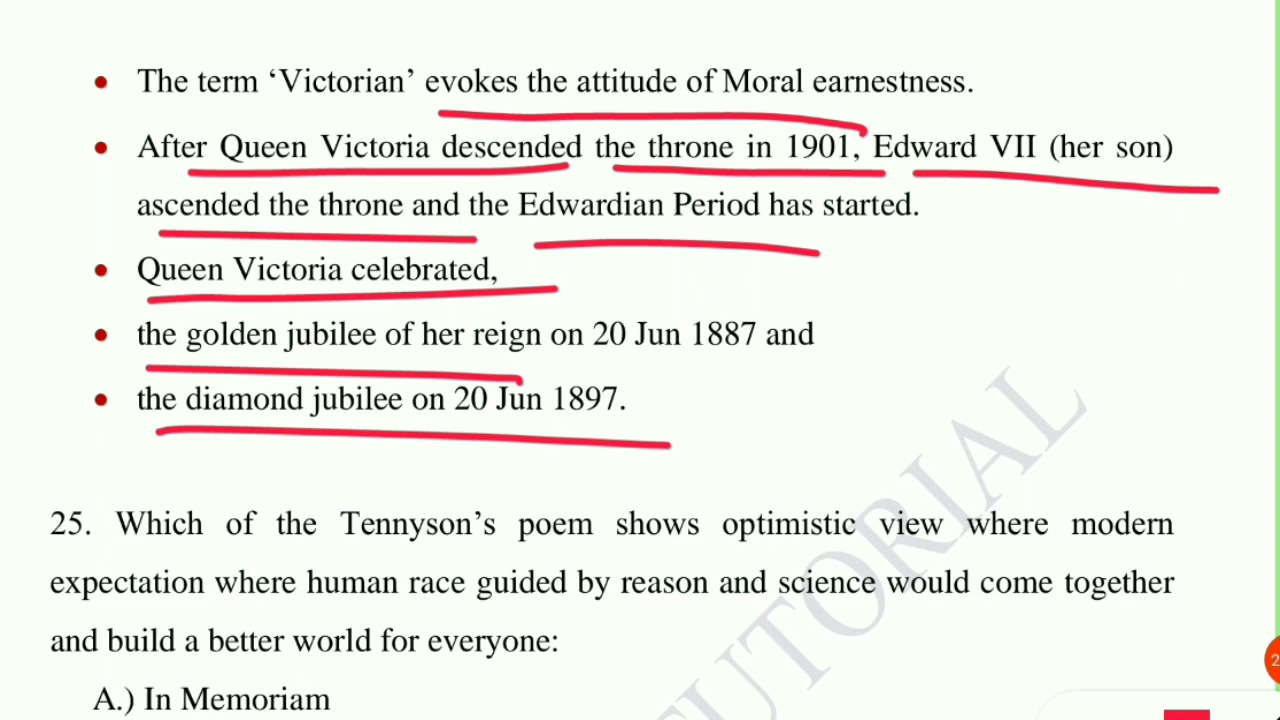 • The term ‘Victorian’ evokes the attitude of Moral earnestness.
• After Queen Victoria descended the throne in 1901, Edward VII (her son)
ascended the throne and the Edwardian Period has started.
• Queen Victoria celebrated,
• the golden jubilee of her reign on 20 Jun 1887 and
• the diamond jubilee on 20 Jun 1897.
25. Which of the Tennyson’s poem shows optimistic view where modern
expectation where human race guided by reason and science would come together
and build a better world for everyone:
A.) In Memoriam
TUTORIAL
2